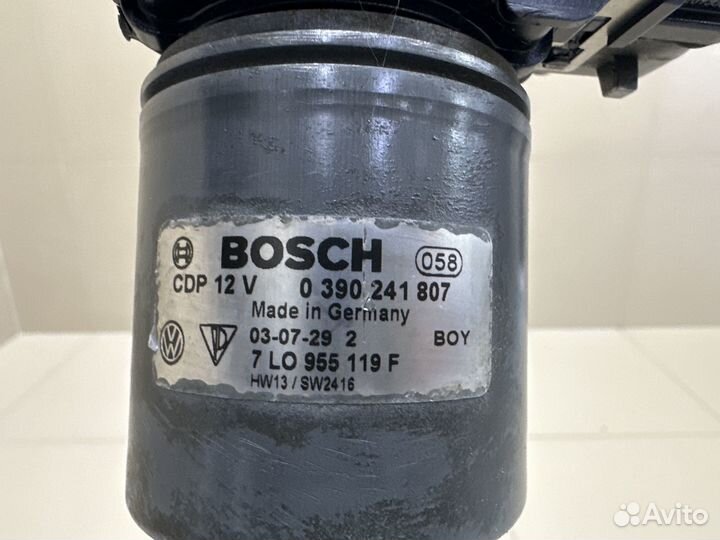 BOSCH 058
CDP 12 V 0 390 241 807
Made in Germany
03-07-29 2 BOY
7 L0 955 119 F
HW13 / SW2416
Avito